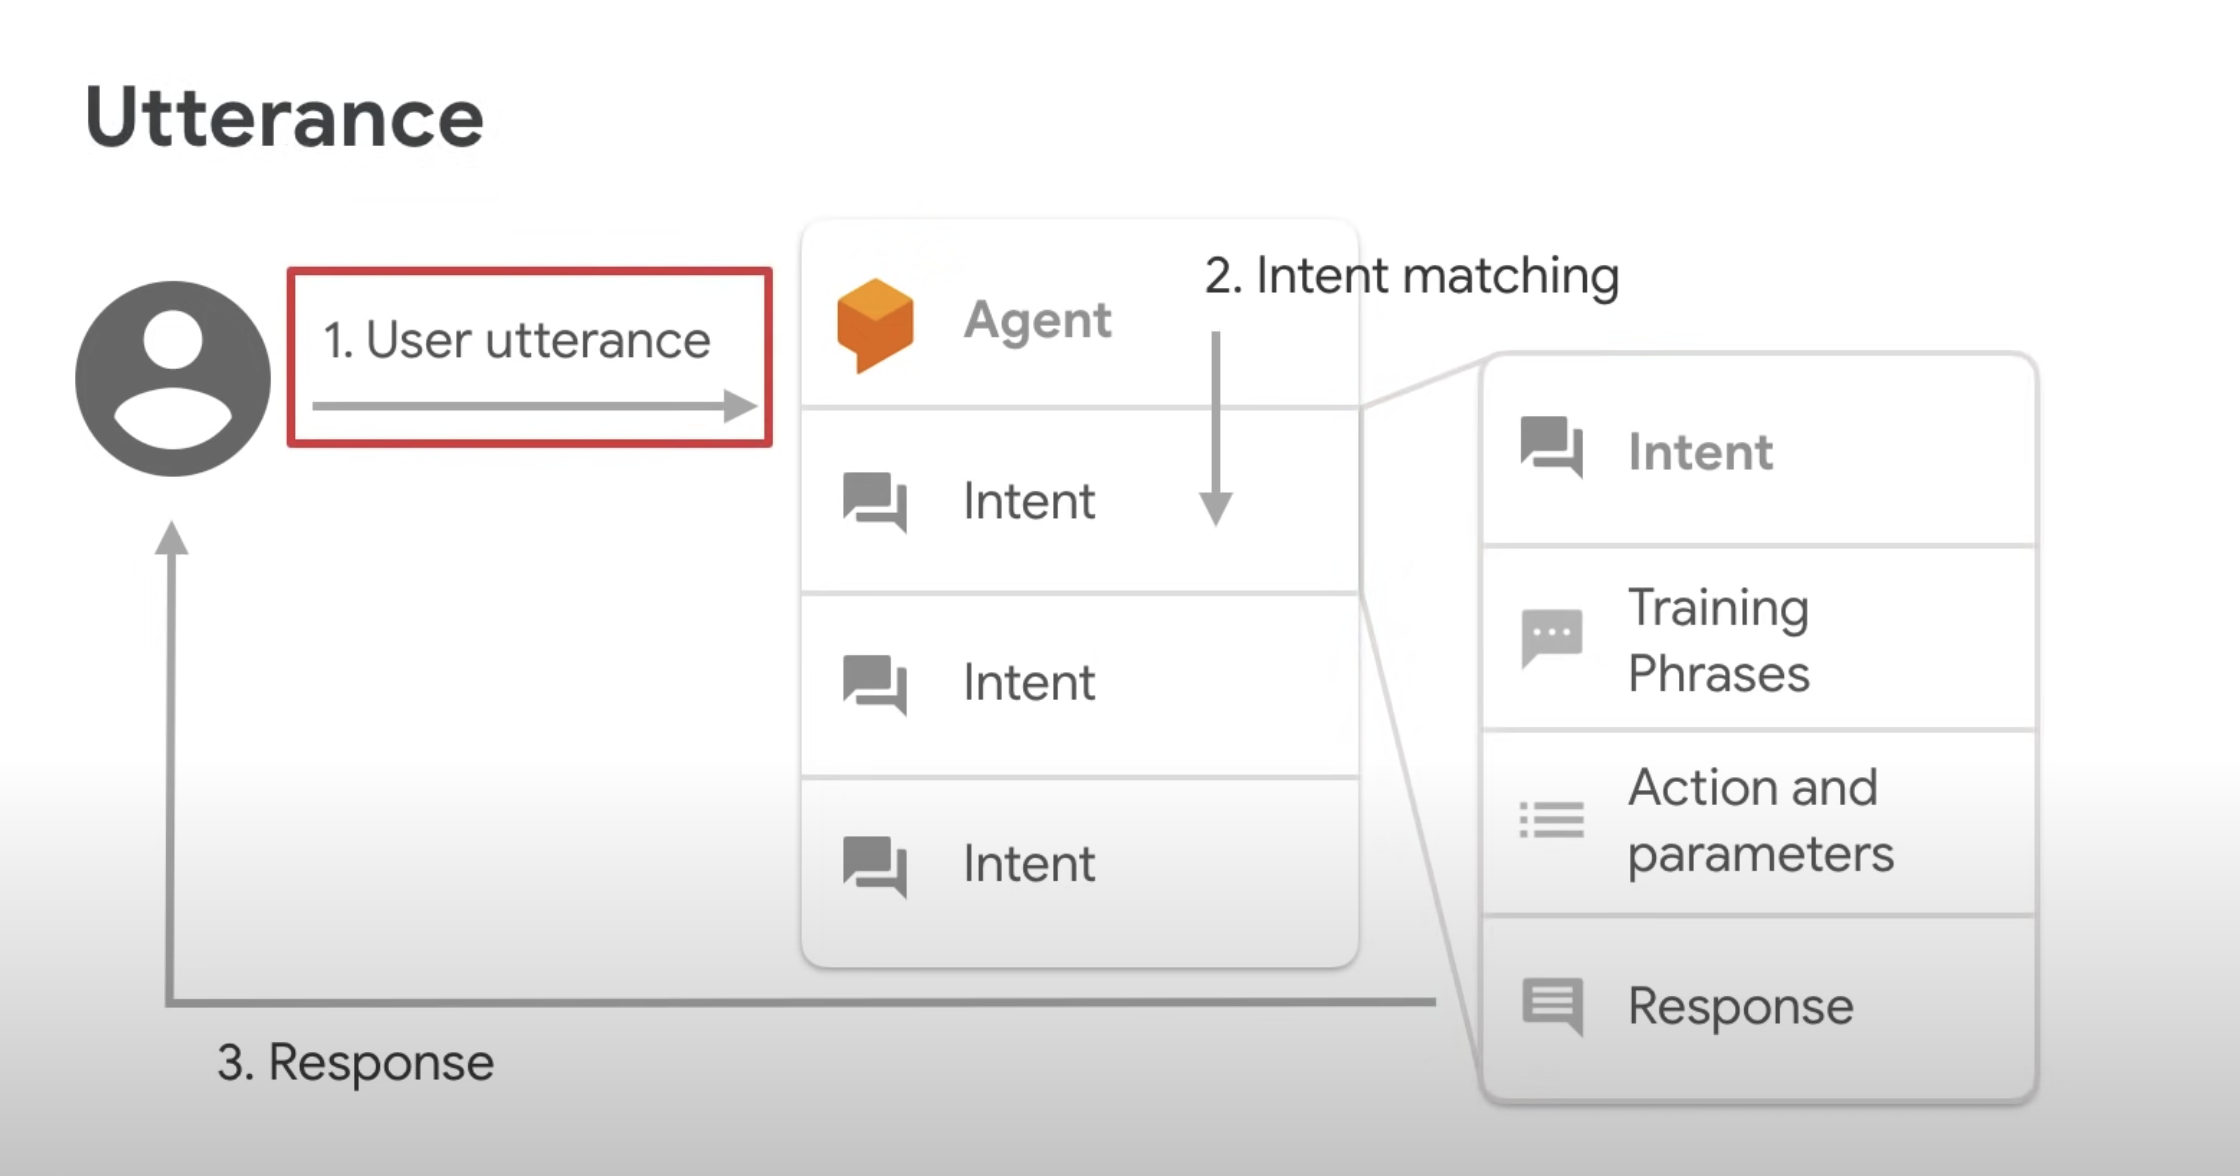 Utterance
1. User utterance
Agent
2. Intent matching
Intent
Intent
Intent
Intent
Training
Phrases
Action and
parameters
Response
3. Response